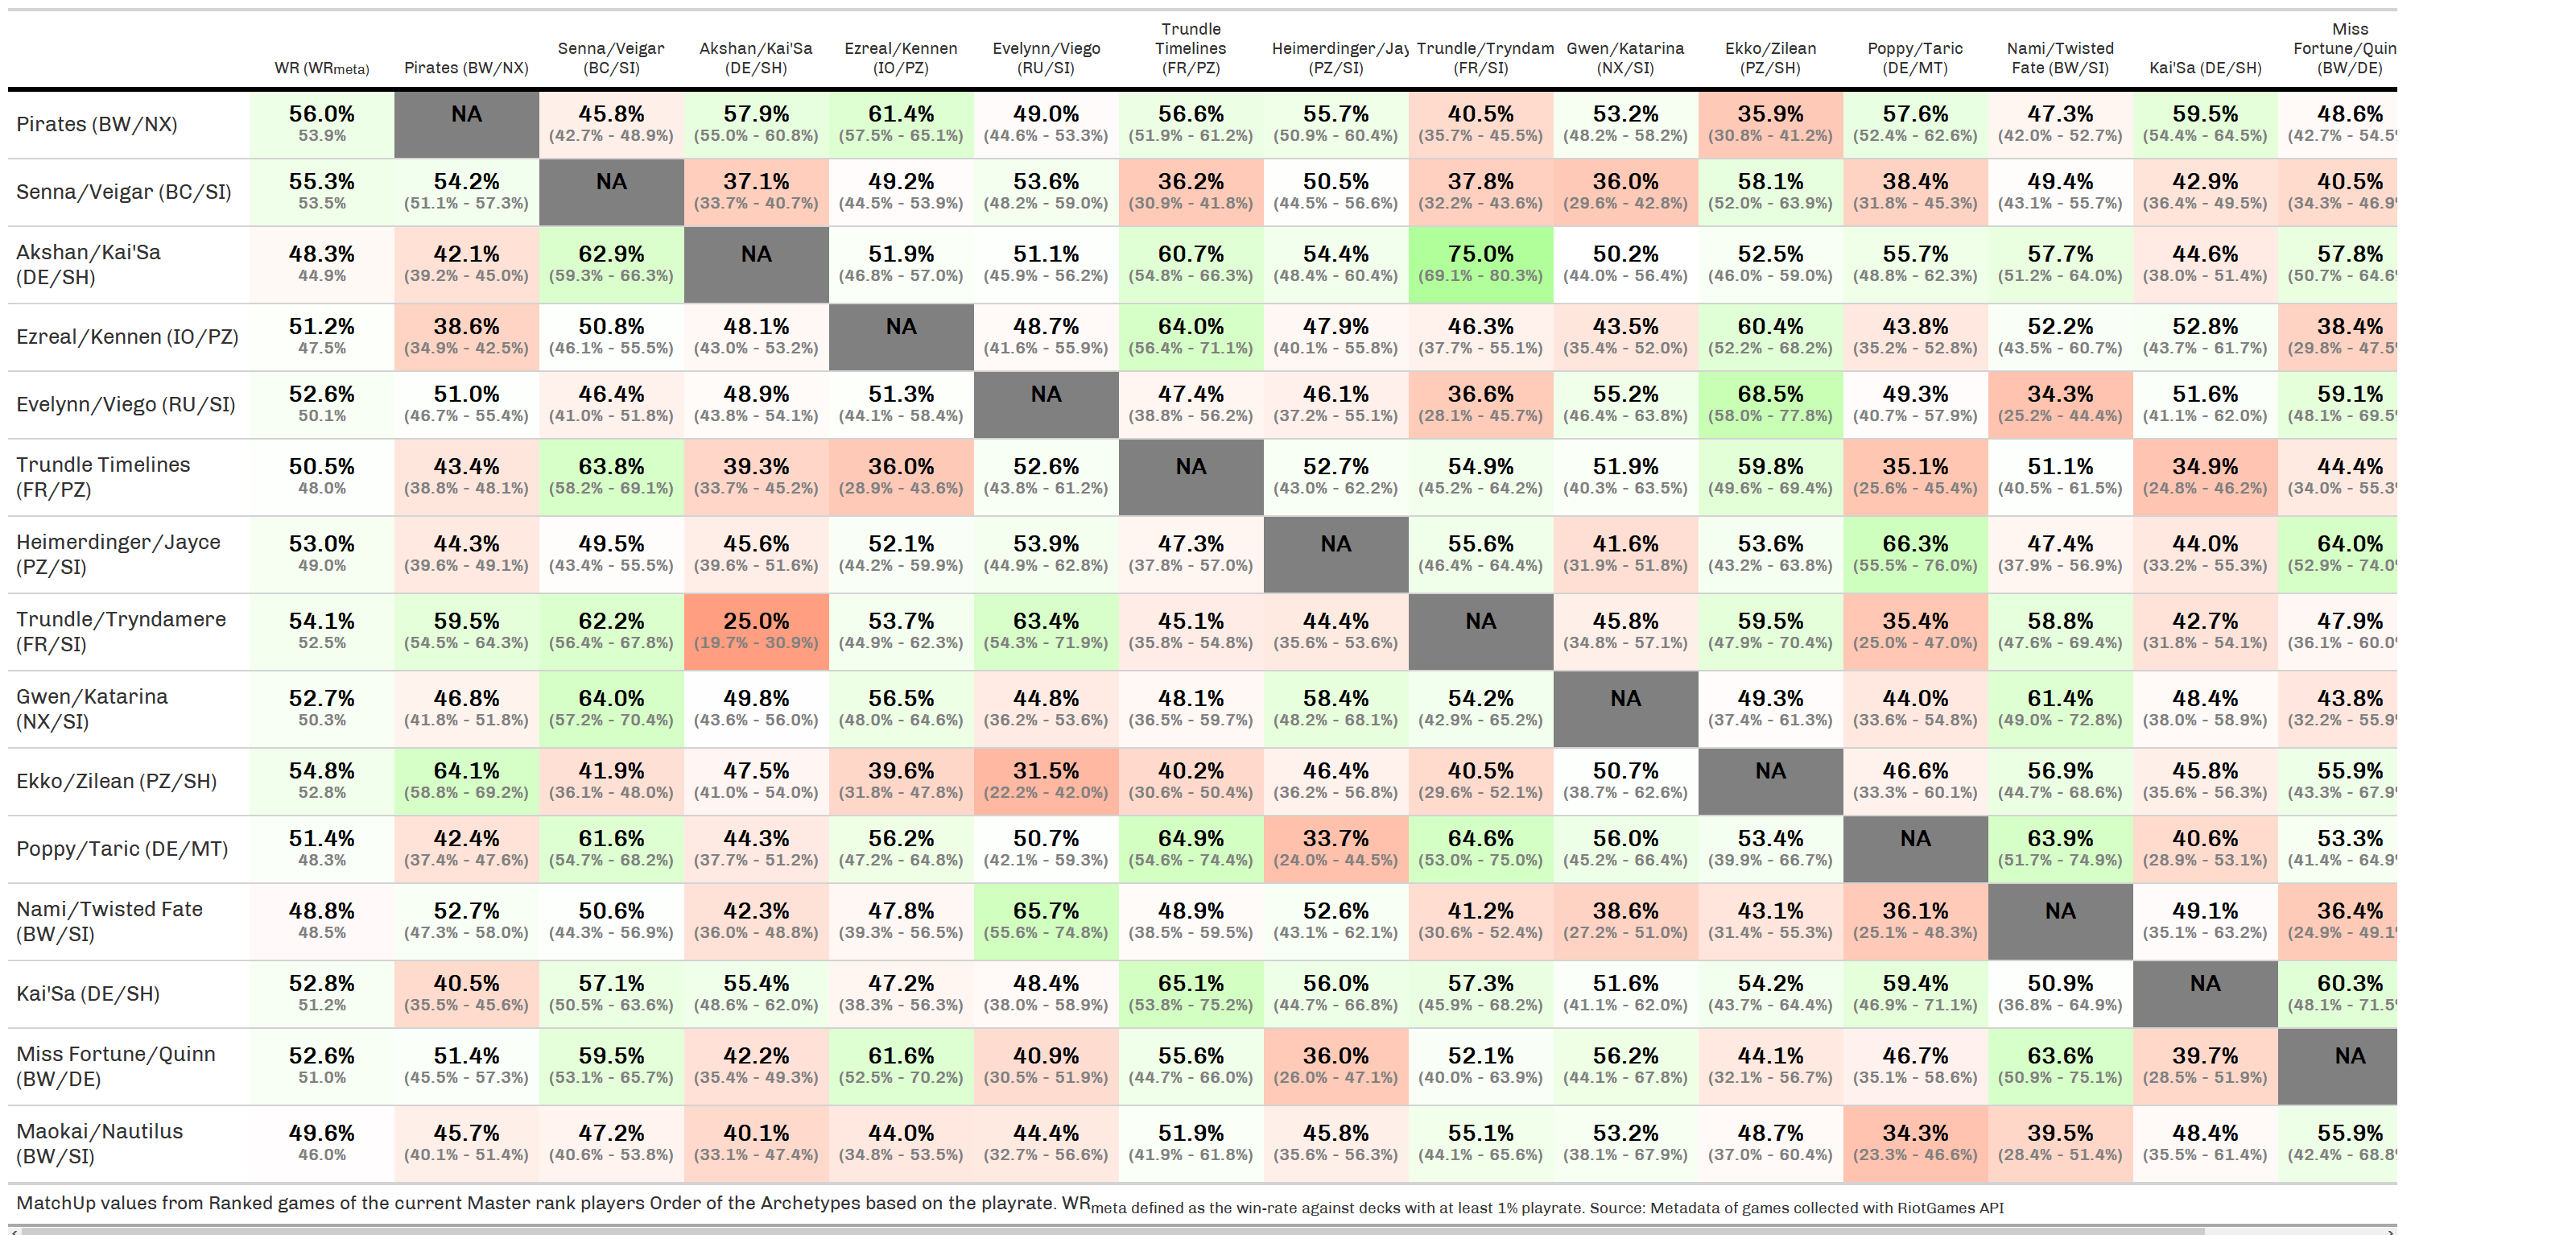 Trundle Miss
Senna/Veigar Akshan/Kai'Sa Ezreal/Kennen Evelynn/Viego Timelines Heimerdinger/Jay Trundle/Tryndam Gwen/Katarina Ekko/Zilean Poppy/Taric Nami/Twisted Fortune/Quin
WR (WRmeta) Pirates (BW/NX) (BC/SI) (DE/SH) (IO/PZ) (RU/SI) (FR/PZ) (PZ/SI) (FR/SI) (NX/SI) (PZ/SH) (DE/MT) Fate (BW/SI) Kai'Sa (DE/SH) (BW/DE)
Pirates (BW/NX) 56.0% NA 45.8% 57.9% 61.4% 49.0% 56.6% 55.7% 40.5% 53.2% 35.9% 57.6% 47.3% 59.5% 48.6%
53.9% (42.7% - 48.9%) (55.0% - 60.8%) (57.5% - 65.1%) (44.6% - 53.3%) (51.9% - 61.2%) (50.9% - 60.4%) (35.7% - 45.5%) (48.2% - 58.2%) (30.8% - 41.2%) (52.4% - 62.6%) (42.0% - 52.7%) (54.4% - 64.5%) (42.7% - 54.5
Senna/Veigar (BC/SI) 55.3% 54.2% NA 37.1% 49.2% 53.6% 36.2% 50.5% 37.8% 36.0% 58.1% 38.4% 49.4% 42.9% 40.5%
53.5% (51.1% - 57.3%) (33.7% - 40.7%) (44.5% - 53.9%) (48.2% - 59.0%) (30.9% - 41.8%) (44.5% - 56.6%) (32.2% - 43.6%) (29.6% - 42.8%) (52.0% - 63.9%) (31.8% - 45.3%) (43.1% - 55.7%) (36.4% - 49.5%) (34.3% - 46.9
Akshan/Kai'Sa 48.3% 42.1% 62.9% NA 51.9% 51.1% 60.7% 54.4% 75.0% 50.2% 52.5% 55.7% 57.7% 44.6% 57.8%
(DE/SH) 44.9% (39.2% - 45.0%) (59.3% - 66.3%) (46.8% - 57.0%) (45.9% - 56.2%) (54.8% - 66.3%) (48.4% - 60.4%) (69.1% - 80.3%) (44.0% - 56.4%) (46.0% - 59.0%) (48.8% - 62.3%) (51.2% - 64.0%) (38.0% - 51.4%) (50.7% - 64.6
Ezreal/Kennen (IO/PZ) 51.2% 38.6% 50.8% 48.1% NA 48.7% 64.0% 47.9% 46.3% 43.5% 60.4% 43.8% 52.2% 52.8% 38.4%
47.5% (34.9% - 42.5%) (46.1% - 55.5%) (43.0% - 53.2%) (41.6% - 55.9%) (56.4% - 71.1%) (40.1% - 55.8%) (37.7% - 55.1%) (35.4% - 52.0%) (52.2% - 68.2%) (35.2% - 52.8%) (43.5% - 60.7%) (43.7% - 61.7%) (29.8% - 47.5
Evelynn/Viego (RU/SI) 52.6% 51.0% 46.4% 48.9% 51.3% NA 47.4% 46.1% 36.6% 55.2% 68.5% 49.3% 34.3% 51.6% 59.1%
50.1% (46.7% - 55.4%) (41.0% - 51.8%) (43.8% - 54.1%) (44.1% - 58.4%) (38.8% - 56.2%) (37.2% - 55.1%) (28.1% - 45.7%) (46.4% - 63.8%) (58.0% - 77.8%) (40.7% - 57.9%) (25.2% - 44.4%) (41.1% - 62.0%) (48.1% - 69.5
Trundle Timelines 50.5% 43.4% 63.8% 39.3% 36.0% 52.6% NA 52.7% 54.9% 51.9% 59.8% 35.1% 51.1% 34.9% 44.4%
(FR/PZ) 48.0% (38.8% - 48.1%) (58.2% - 69.1%) (33.7% - 45.2%) (28.9% - 43.6%) (43.8% - 61.2%) (43.0% - 62.2%) (45.2% - 64.2%) (40.3% - 63.5%) (49.6% - 69.4%) (25.6% - 45.4%) (40.5% - 61.5%) (24.8% - 46.2%) (34.0% - 55.3
Heimerdinger/Jayce 53.0% 44.3% 49.5% 45.6% 52.1% 53.9% 47.3% NA 55.6% 41.6% 53.6% 66.3% 47.4% 44.0% 64.0%
(PZ/SI) 49.0% (39.6% - 49.1%) (43.4% - 55.5%) (39.6% - 51.6%) (44.2% - 59.9%) (44.9% - 62.8%) (37.8% - 57.0%) (46.4% - 64.4%) (31.9% - 51.8%) (43.2% - 63.8%) (55.5% - 76.0%) (37.9% - 56.9%) (33.2% - 55.3%) (52.9% - 74.0
Trundle/Tryndamere 54.1% 59.5% 62.2% 25.0% 53.7% 63.4% 45.1% 44.4% NA 45.8% 59.5% 35.4% 58.8% 42.7% 47.9%
(FR/SI) 52.5% (54.5% - 64.3%) (56.4% - 67.8%) (19.7% - 30.9%) (44.9% - 62.3%) (54.3% - 71.9%) (35.8% - 54.8%) (35.6% - 53.6%) (34.8% - 57.1%) (47.9% - 70.4%) (25.0% - 47.0%) (47.6% - 69.4%) (31.8% - 54.1%) (36.1% - 60.0
Gwen/Katarina 52.7% 46.8% 64.0% 49.8% 56.5% 44.8% 48.1% 58.4% 54.2% NA 49.3% 44.0% 61.4% 48.4% 43.8%
(NX/SI) 50.3% (41.8% - 51.8%) (57.2% - 70.4%) (43.6% - 56.0%) (48.0% - 64.6%) (36.2% - 53.6%) (36.5% - 59.7%) (48.2% - 68.1%) (42.9% - 65.2%) (37.4% - 61.3%) (33.6% - 54.8%) (49.0% - 72.8%) (38.0% - 58.9%) (32.2% - 55.9
Ekko/Zilean (PZ/SH) 54.8% 64.1% 41.9% 47.5% 39.6% 31.5% 40.2% 46.4% 40.5% 50.7% NA 46.6% 56.9% 45.8% 55.9%
52.8% (58.8% - 69.2%) (36.1% - 48.0%) (41.0% - 54.0%) (31.8% - 47.8%) (22.2% - 42.0%) (30.6% - 50.4%) (36.2% - 56.8%) (29.6% - 52.1%) (38.7% - 62.6%) (33.3% - 60.1%) (44.7% - 68.6%) (35.6% - 56.3%) (43.3% - 67.9
Poppy/Taric (DE/MT) 51.4% 42.4% 61.6% 44.3% 56.2% 50.7% 64.9% 33.7% 64.6% 56.0% 53.4% NA 63.9% 40.6% 53.3%
48.3% (37.4% - 47.6%) (54.7% - 68.2%) (37.7% - 51.2%) (47.2% - 64.8%) (42.1% - 59.3%) (54.6% - 74.4%) (24.0% - 44.5%) (53.0% - 75.0%) (45.2% - 66.4%) (39.9% - 66.7%) (51.7% - 74.9%) (28.9% - 53.1%) (41.4% - 64.9
Nami/Twisted Fate 48.8% 52.7% 50.6% 42.3% 47.8% 65.7% 48.9% 52.6% 41.2% 38.6% 43.1% 36.1% NA 49.1% 36.4%
(BW/SI) 48.5% (47.3% - 58.0%) (44.3% - 56.9%) (36.0% - 48.8%) (39.3% - 56.5%) (55.6% - 74.8%) (38.5% - 59.5%) (43.1% - 62.1%) (30.6% - 52.4%) (27.2% - 51.0%) (31.4% - 55.3%) (25.1% - 48.3%) (35.1% - 63.2%) (24.9% - 49.1
Kai'Sa (DE/SH) 52.8% 40.5% 57.1% 55.4% 47.2% 48.4% 65.1% 56.0% 57.3% 51.6% 54.2% 59.4% 50.9% NA 60.3%
51.2% (35.5% - 45.6%) (50.5% - 63.6%) (48.6% - 62.0%) (38.3% - 56.3%) (38.0% - 58.9%) (53.8% - 75.2%) (44.7% - 66.8%) (45.9% - 68.2%) (41.1% - 62.0%) (43.7% - 64.4%) (46.9% - 71.1%) (36.8% - 64.9%) (48.1% - 71.5
Miss Fortune/Quinn 52.6% 51.4% 59.5% 42.2% 61.6% 40.9% 55.6% 36.0% 52.1% 56.2% 44.1% 46.7% 63.6% 39.7% NA
(BW/DE) 51.0% (45.5% - 57.3%) (53.1% - 65.7%) (35.4% - 49.3%) (52.5% - 70.2%) (30.5% - 51.9%) (44.7% - 66.0%) (26.0% - 47.1%) (40.0% - 63.9%) (44.1% - 67.8%) (32.1% - 56.7%) (35.1% - 58.6%) (50.9% - 75.1%) (28.5% - 51.9%)
Maokai/Nautilus 49.6% 45.7% 47.2% 40.1% 44.0% 44.4% 51.9% 45.8% 55.1% 53.2% 48.7% 34.3% 39.5% 48.4% 55.9%
(BW/SI) 46.0% (40.1% - 51.4%) (40.6% - 53.8%) (33.1% - 47.4%) (34.8% - 53.5%) (32.7% - 56.6%) (41.9% - 61.8%) (35.6% - 56.3%) (44.1% - 65.6%) (38.1% - 67.9%) (37.0% - 60.4%) (23.3% - 46.6%) (28.4% - 51.4%) (35.5% - 61.4%) (42.4% - 68.8
MatchUp values from Ranked games of the current Master rank players Order of the Archetypes based on the playrate. WRmeta defined as the win-rate against decks with at least 1% playrate. Source: Metadata of games collected with RiotGames API